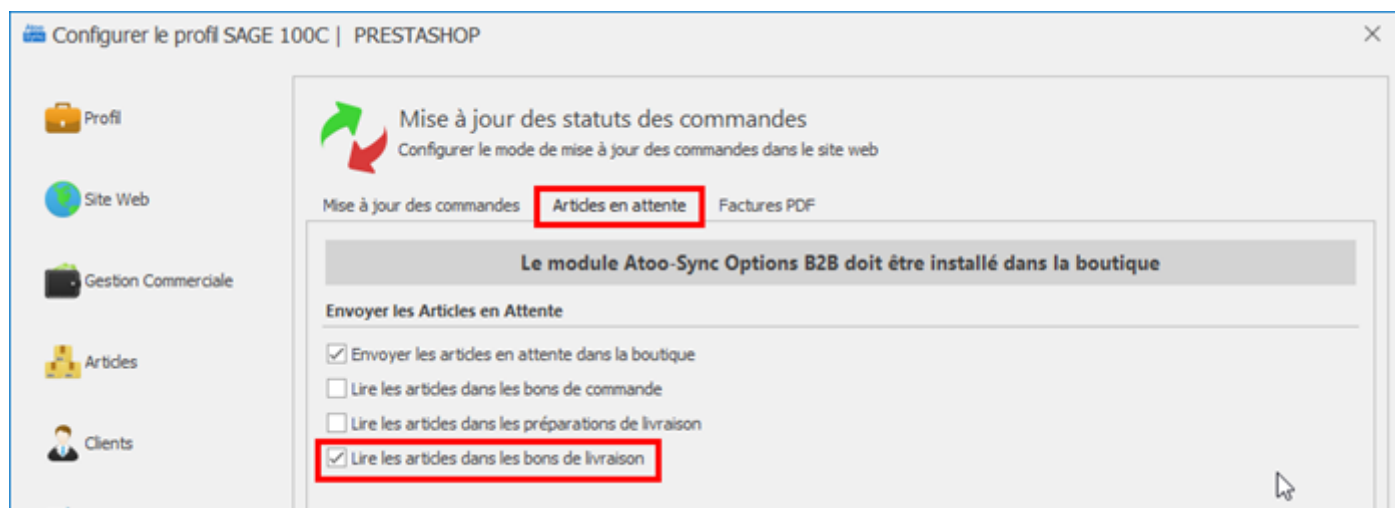 Configurer le profil SAGE 100C | PRESTASHOP
Profil
Site Web
Gestion Commerciale
Articles
Clients
Mise à jour des statuts des commandes
Configurer le mode de mise à jour des commandes dans le site web
Mise à jour des commandes Articles en attente Factures PDF
Le module Atoo-Sync Options B2B doit être installé dans la boutique
Envoyer les Articles en Attente
Envoyer les articles en attente dans la boutique
Lire les articles dans les bons de commande
Lire les articles dans les préparations de livraison
Lire les articles dans les bons de livraison